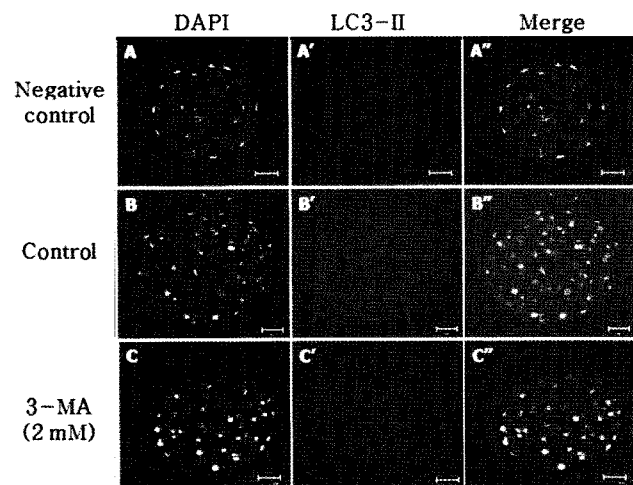 DAPI LC3-II Merge
Negative control
A A' A''
Control
B B' B''
3-MA (2 mM)
C C' C''